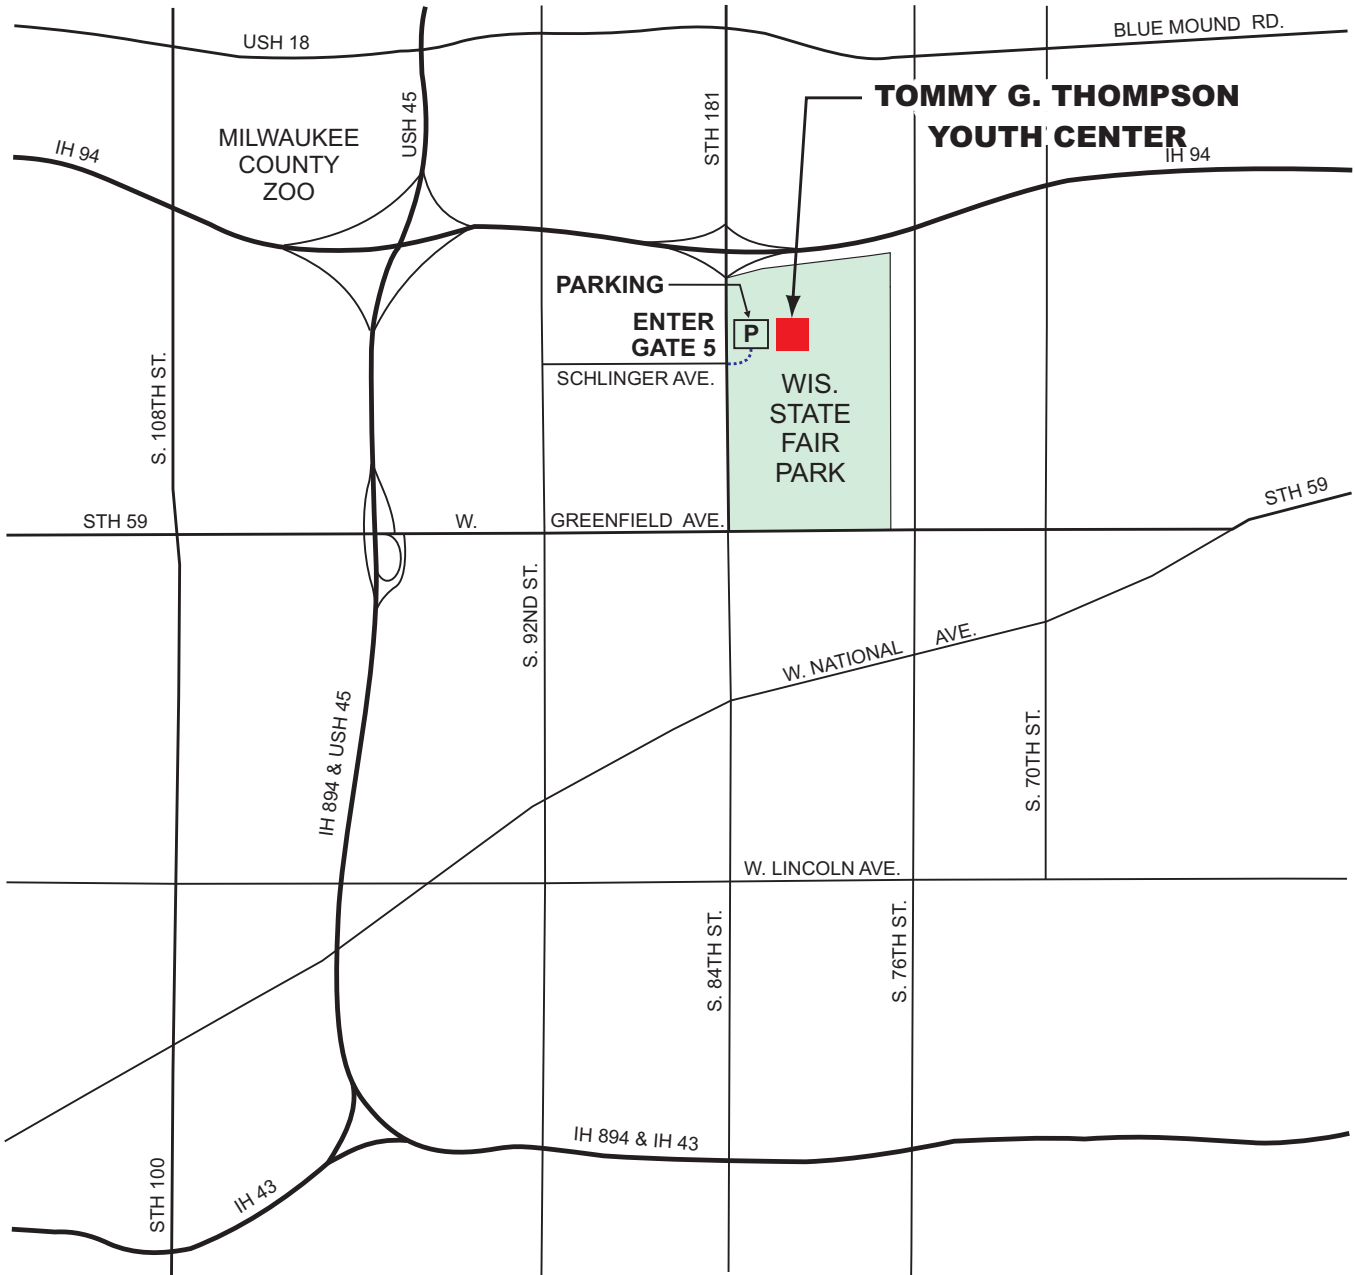 BLUE MOUND RD.
USH 18
TOMMY G. THOMPSON
YOUTH CENTER
USH 45
STH 181
MILWAUKEE
COUNTY
ZOO
IH 94
IH 94
PARKING
ENTER
GATE 5
P
SCHLINGER AVE.
WIS.
STATE
FAIR
PARK
S. 108TH ST.
STH 59
STH 59
W. GREENFIELD AVE.
S. 92ND ST.
W. NATIONAL AVE.
IH 894 & USH 45
S. 70TH ST.
W. LINCOLN AVE.
S. 84TH ST.
S. 76TH ST.
IH 894 & IH 43
STH 100
IH 43